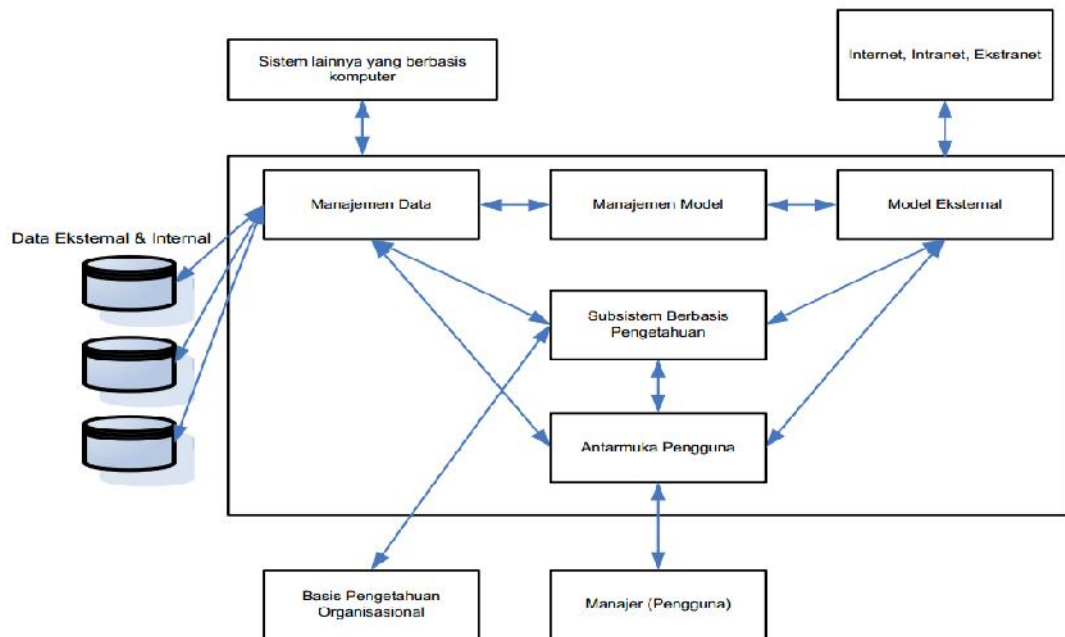 Sistem lainnya yang berbasis
komputer
Internet, Intranet, Ekstranet
Manajemen Data
Manajemen Model
Model Eksternal
Data Eksternal & Internal
Subsistem Berbasis
Pengetahuan
Antarmuka Pengguna
Basis Pengetahuan
Organisasional
Manajer (Pengguna)